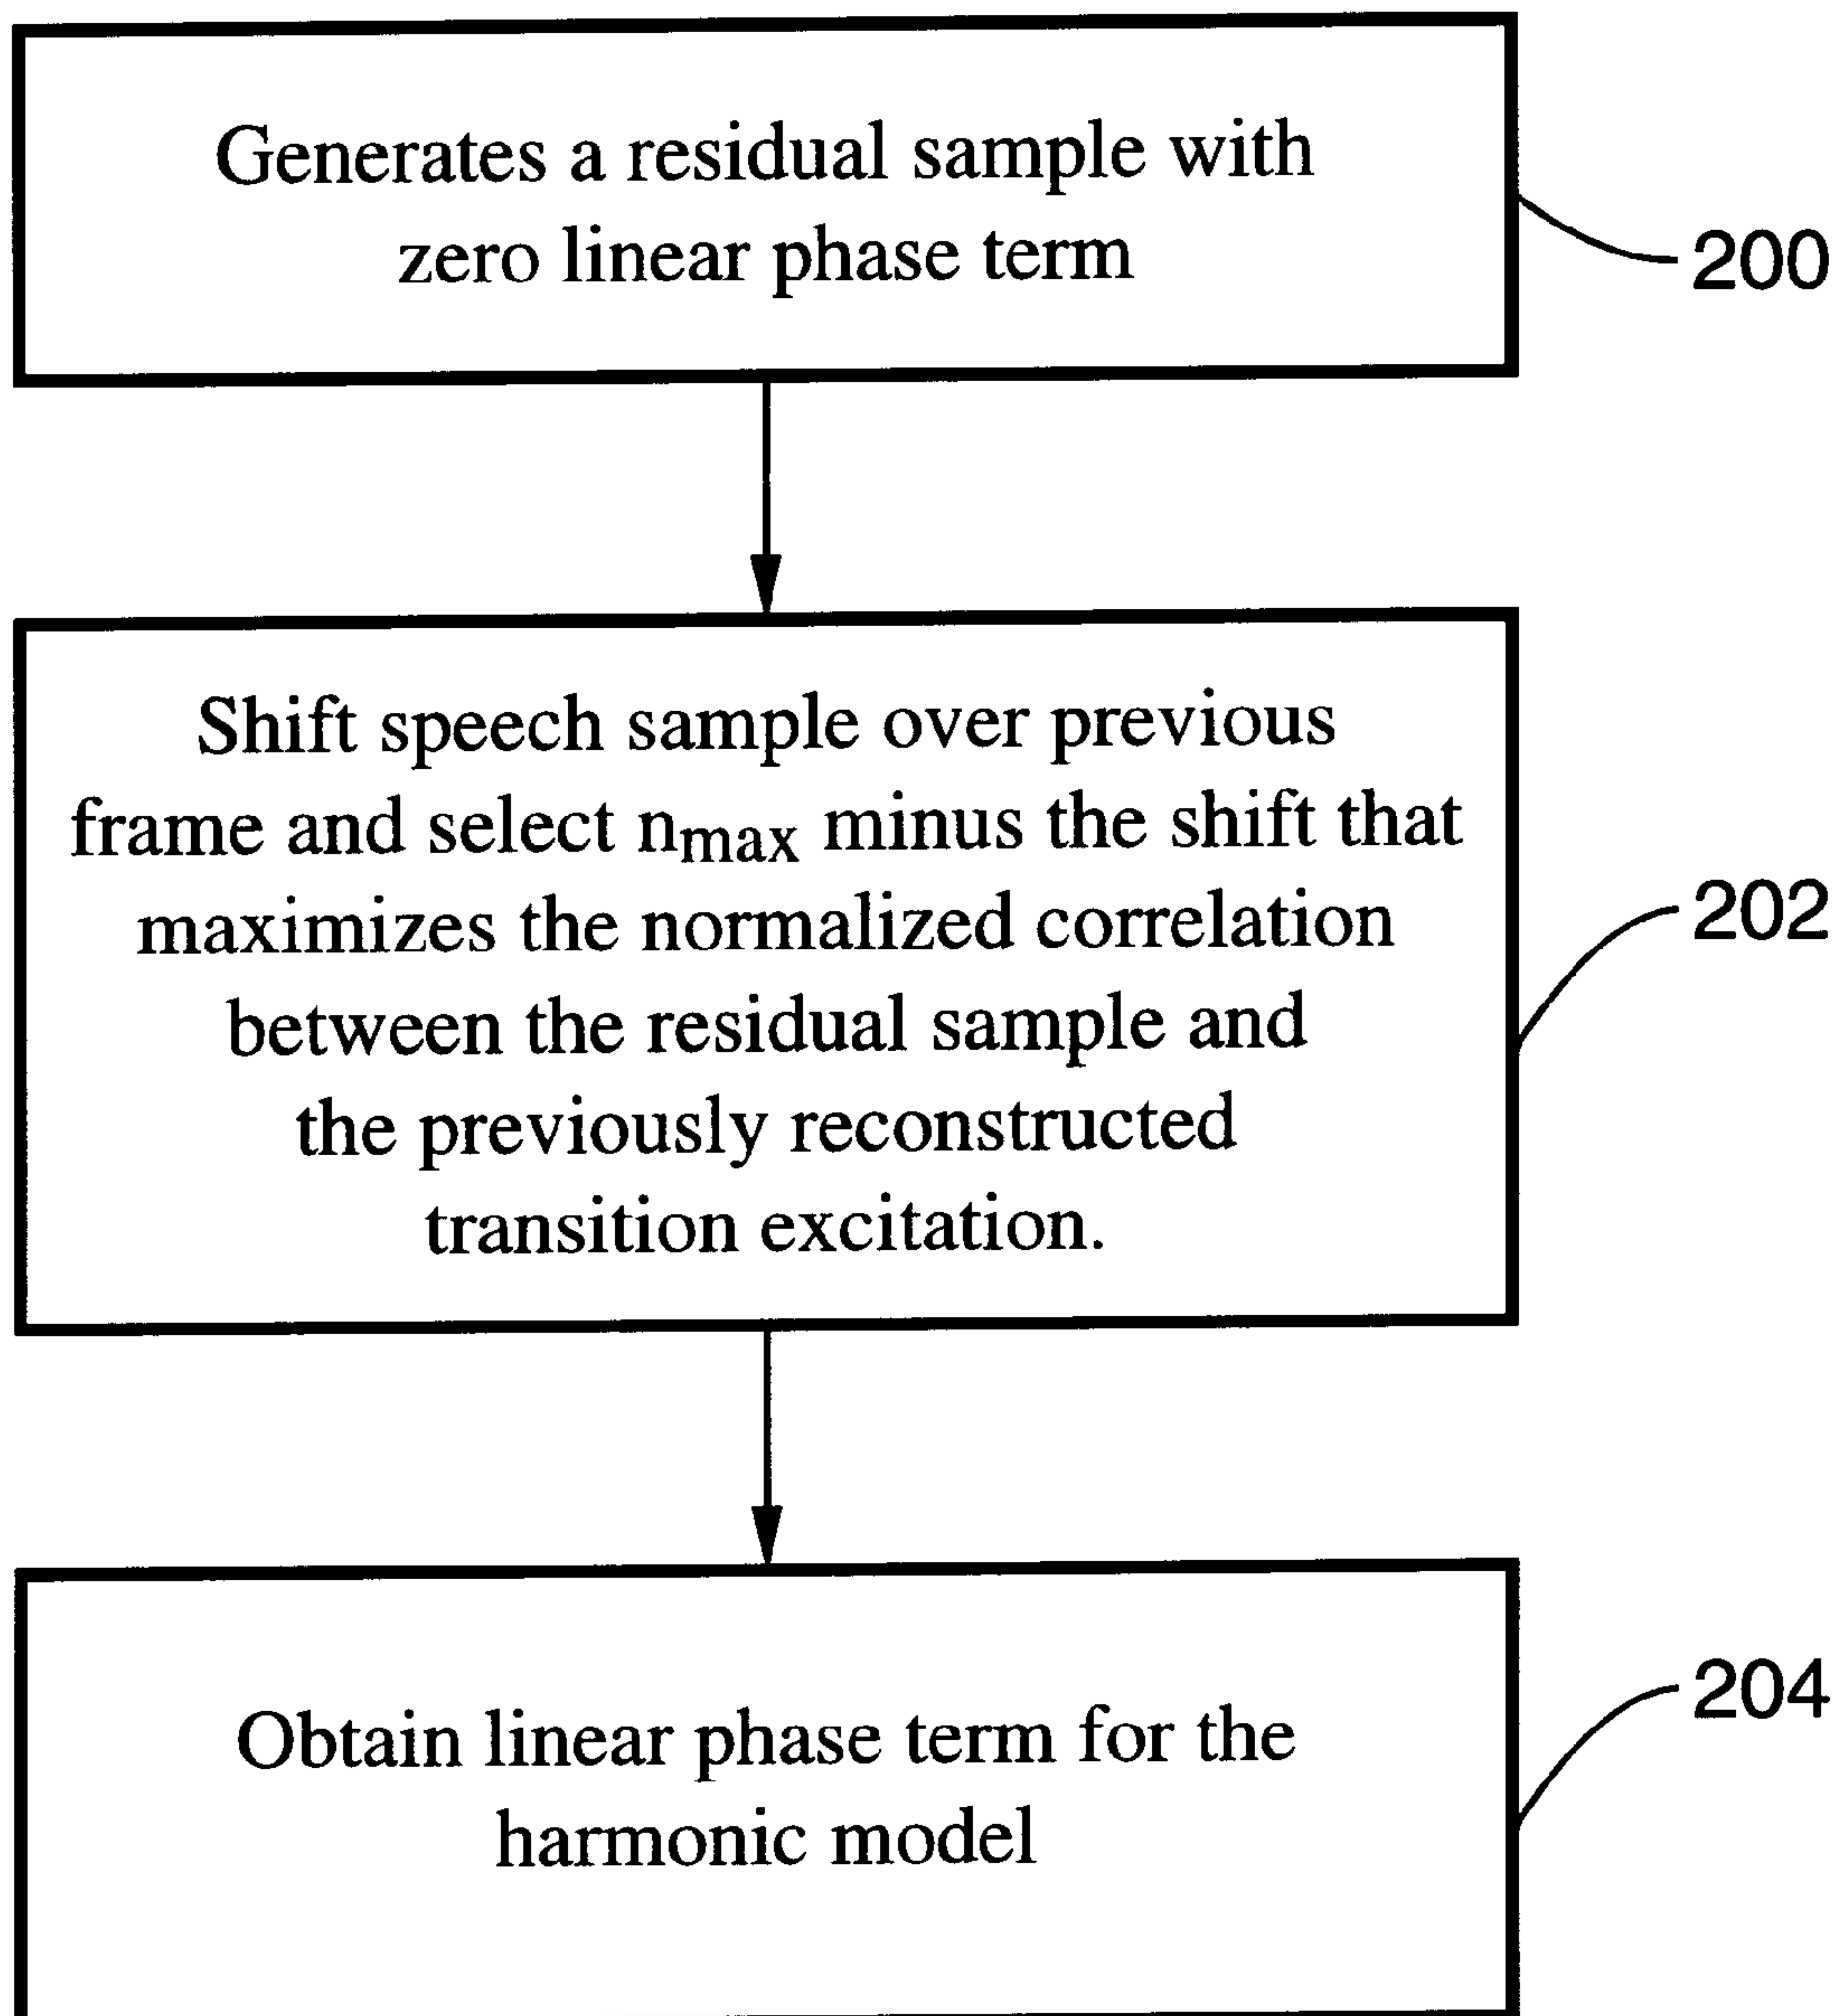 Generates a residual sample with
zero linear phase term
200
Shift speech sample over previous
frame and select nmax minus the shift that
maximizes the normalized correlation
between the residual sample and
the previously reconstructed
transition excitation.
202
Obtain linear phase term for the
harmonic model
204